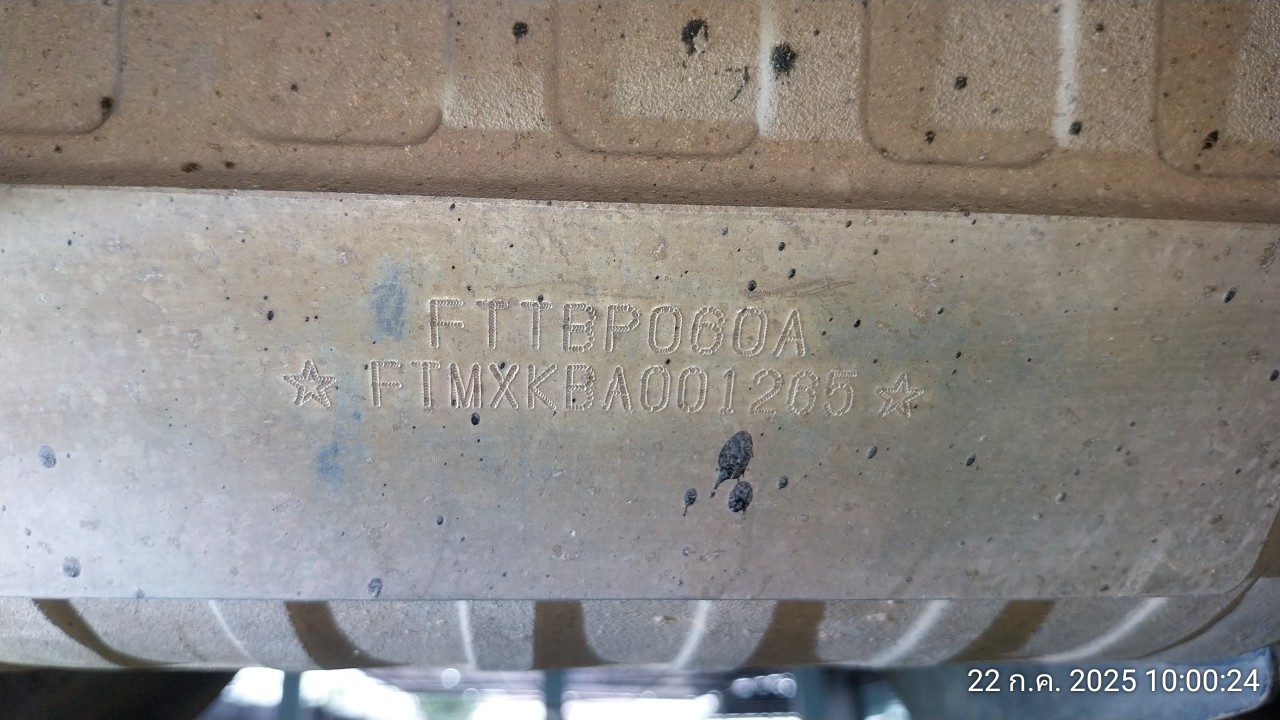 FTTBP060A
☆ FTMXKBA001265 ☆
22 ก.ค. 2025 10:00:24